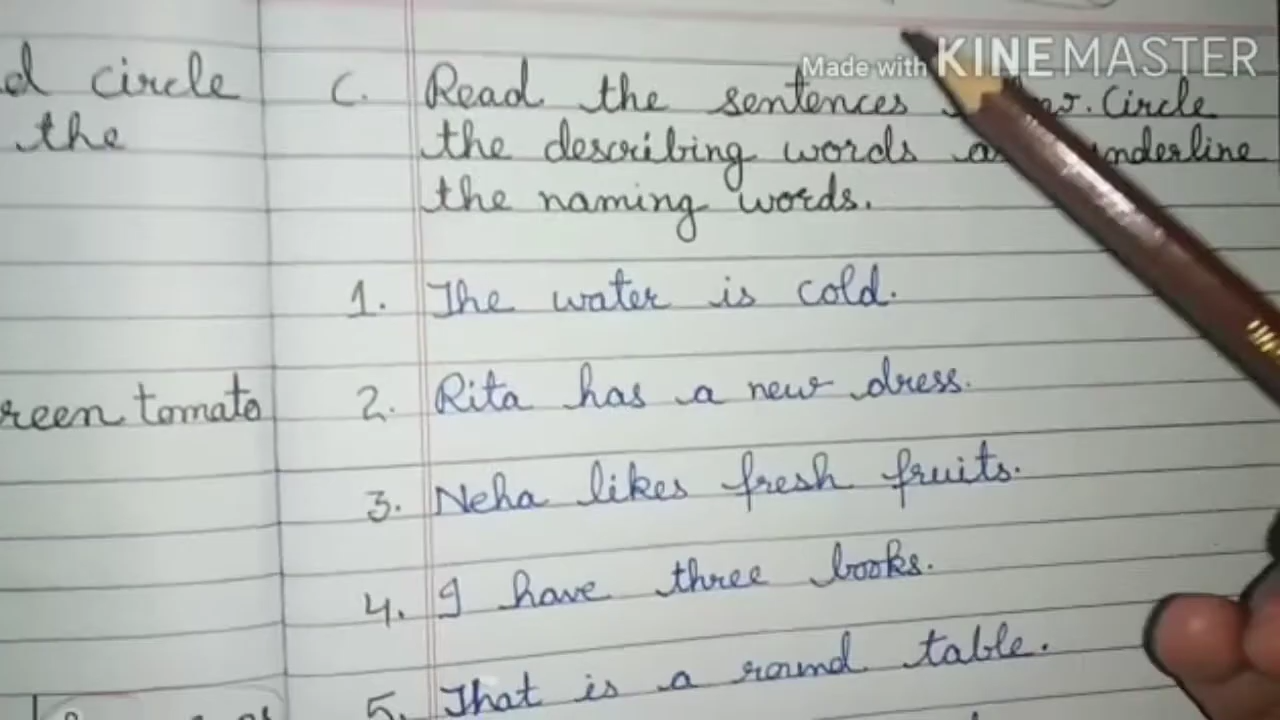 Made with KINEMASTER
d circle
the
reen tomato
C. Read the sentences Circle
the describing words underline
the naming words.
1. The water is cold.
2. Rita has a new dress.
3. Neha likes fresh fruits.
4. I have three books.
5. That is a round table.